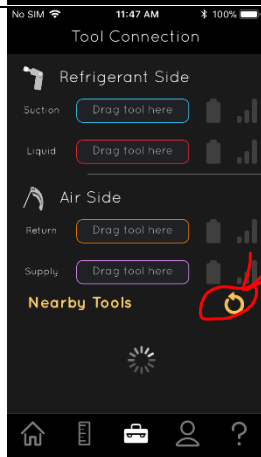 No SIM 11:47 AM 100%
Tool Connection
Refrigerant Side
Suction Drag tool here
Liquid Drag tool here
Air Side
Return Drag tool here
Supply Drag tool here
Nearby Tools
?